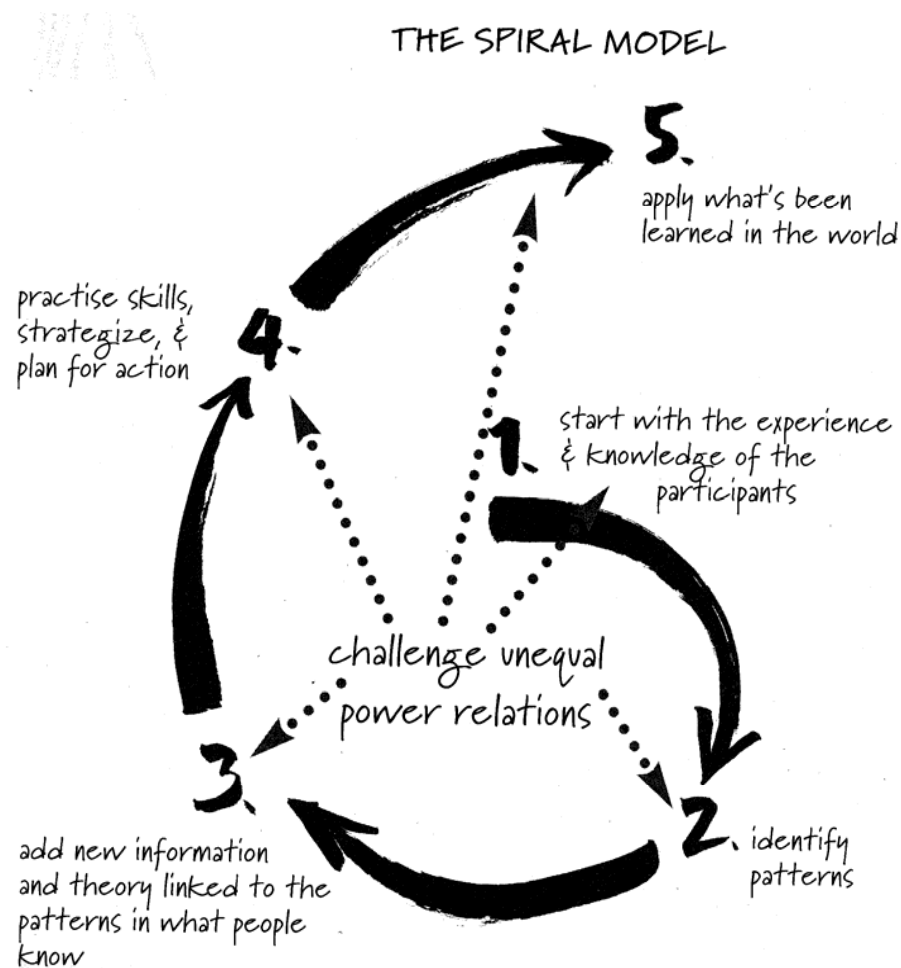 THE SPIRAL MODEL
5.
apply what's been
learned in the world
practise skills,
strategize, &
plan for action
4.
1.
start with the experience
& knowledge of the
participants
challenge unequal
power relations
3.
add new information
and theory linked to the
patterns in what people
know
2.
identify
patterns